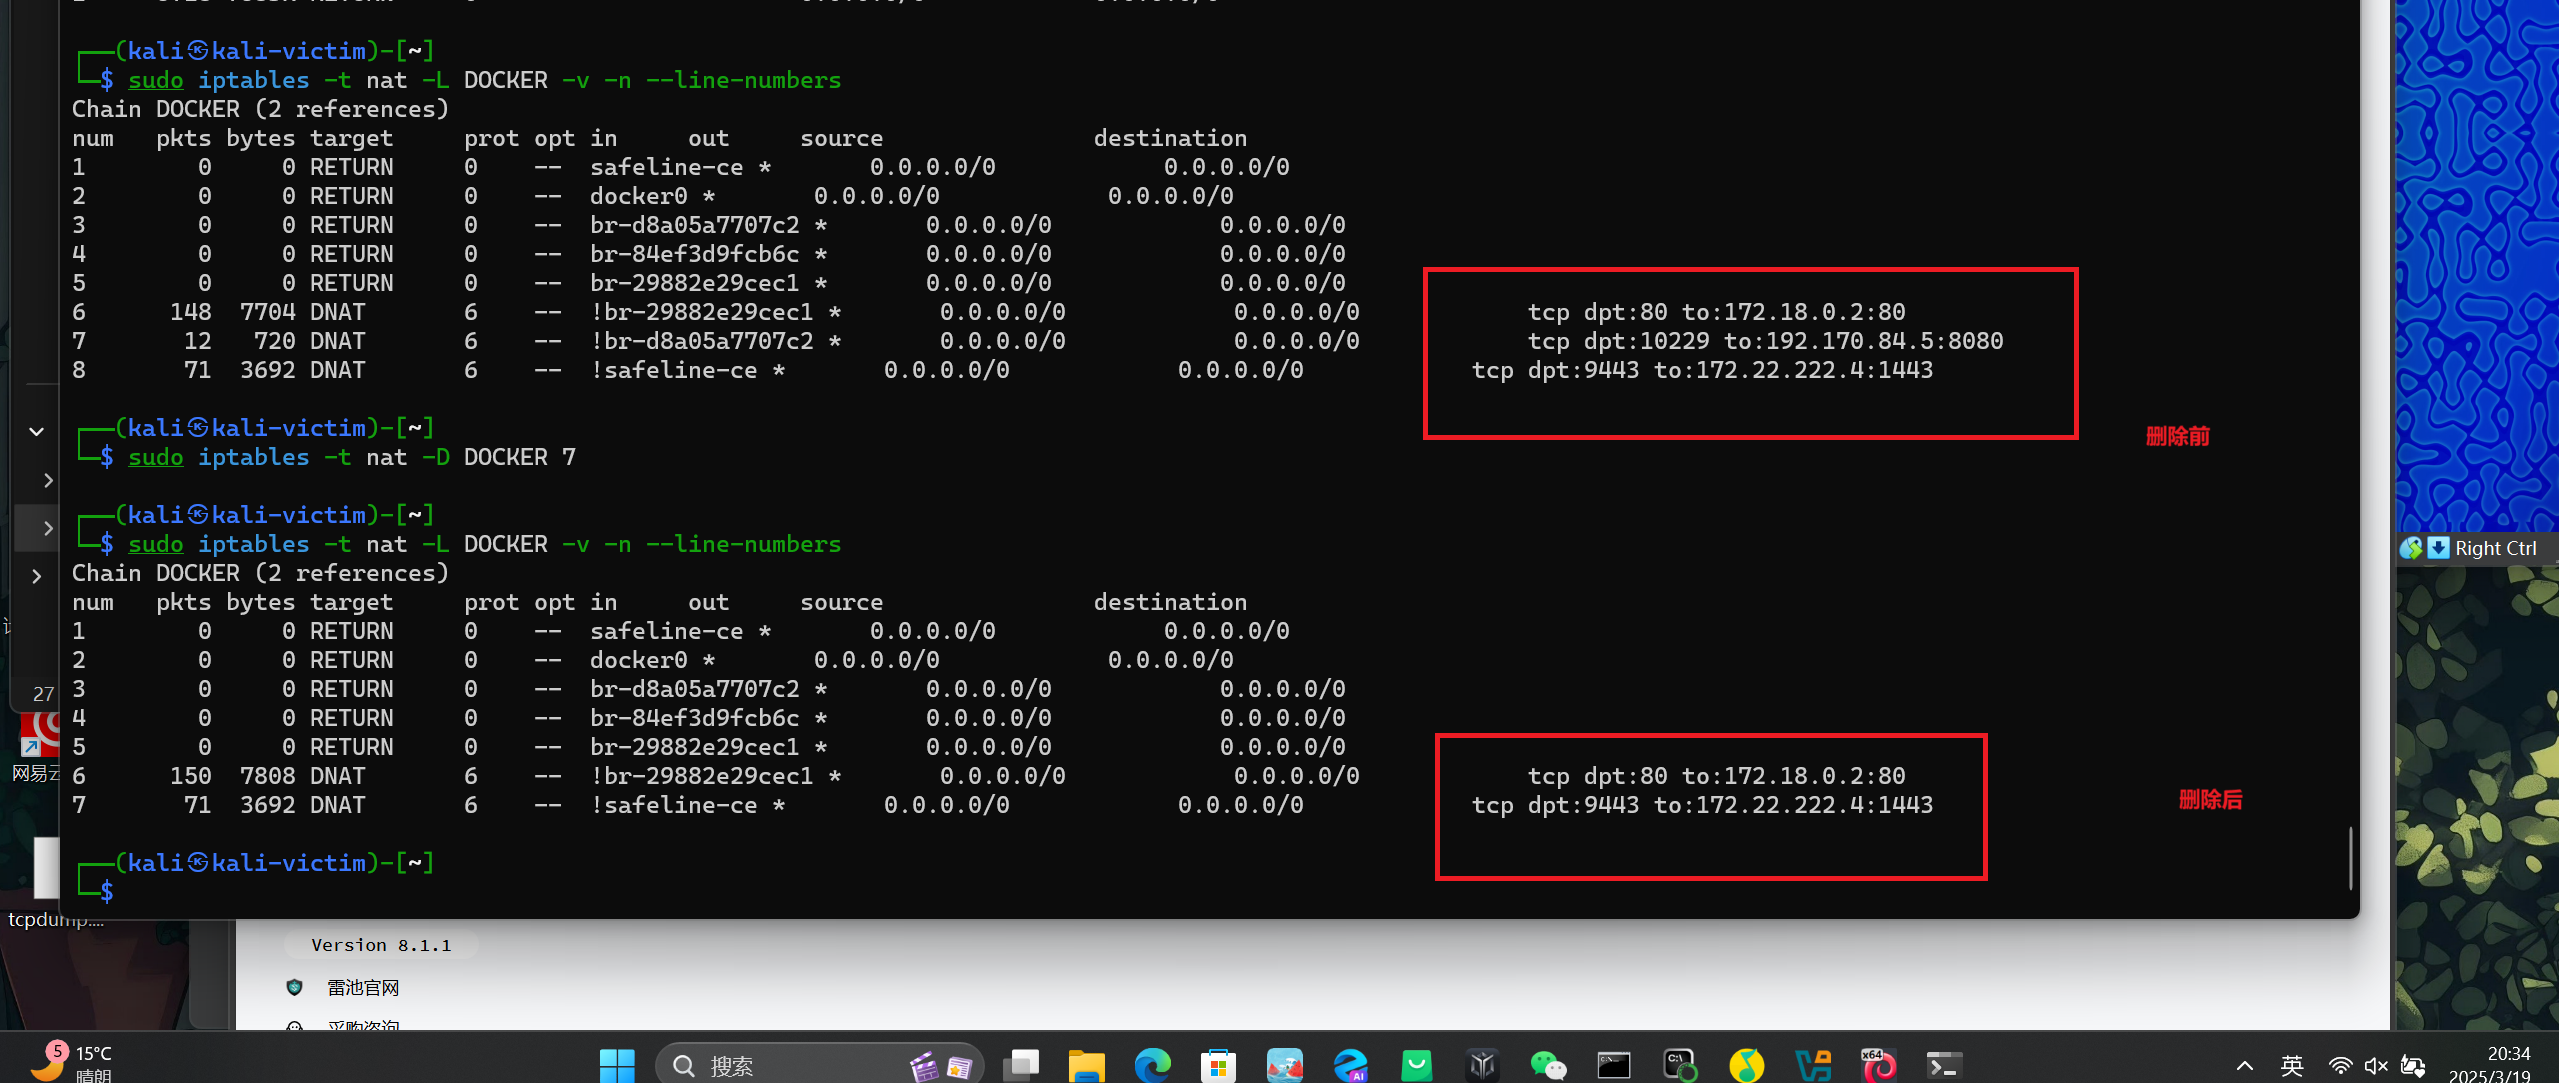 ┌──(kali㉿kali-victim)-[~]
└─$ sudo iptables -t nat -L DOCKER -v -n --line-numbers
Chain DOCKER (2 references)
num   pkts bytes target     prot opt in     out     source               destination
1        0     0 RETURN     0    --  safeline-ce *       0.0.0.0/0            0.0.0.0/0
2        0     0 RETURN     0    --  docker0 *       0.0.0.0/0            0.0.0.0/0
3        0     0 RETURN     0    --  br-d8a05a7707c2 *       0.0.0.0/0            0.0.0.0/0
4        0     0 RETURN     0    --  br-84ef3d9fcb6c *       0.0.0.0/0            0.0.0.0/0
5        0     0 RETURN     0    --  br-29882e29cec1 *       0.0.0.0/0            0.0.0.0/0
6      148  7704 DNAT       6    --  !br-29882e29cec1 *       0.0.0.0/0            0.0.0.0/0            tcp dpt:80 to:172.18.0.2:80
7       12   720 DNAT       6    --  !br-d8a05a7707c2 *       0.0.0.0/0            0.0.0.0/0            tcp dpt:10229 to:192.170.84.5:8080
8       71  3692 DNAT       6    --  !safeline-ce *       0.0.0.0/0            0.0.0.0/0            tcp dpt:9443 to:172.22.222.4:1443
删除前
┌──(kali㉿kali-victim)-[~]
└─$ sudo iptables -t nat -D DOCKER 7
┌──(kali㉿kali-victim)-[~]
└─$ sudo iptables -t nat -L DOCKER -v -n --line-numbers
Chain DOCKER (2 references)
num   pkts bytes target     prot opt in     out     source               destination
1        0     0 RETURN     0    --  safeline-ce *       0.0.0.0/0            0.0.0.0/0
2        0     0 RETURN     0    --  docker0 *       0.0.0.0/0            0.0.0.0/0
3        0     0 RETURN     0    --  br-d8a05a7707c2 *       0.0.0.0/0            0.0.0.0/0
4        0     0 RETURN     0    --  br-84ef3d9fcb6c *       0.0.0.0/0            0.0.0.0/0
5        0     0 RETURN     0    --  br-29882e29cec1 *       0.0.0.0/0            0.0.0.0/0
6      150  7808 DNAT       6    --  !br-29882e29cec1 *       0.0.0.0/0            0.0.0.0/0            tcp dpt:80 to:172.18.0.2:80
7       71  3692 DNAT       6    --  !safeline-ce *       0.0.0.0/0            0.0.0.0/0            tcp dpt:9443 to:172.22.222.4:1443
删除后
┌──(kali㉿kali-victim)-[~]
└─$
Right Ctrl
27
网易云
tcpdump....
Version 8.1.1
雷池官网
采购咨询
5
15°C
晴朗
搜索
AI
x64
英
20:34
2025/3/19